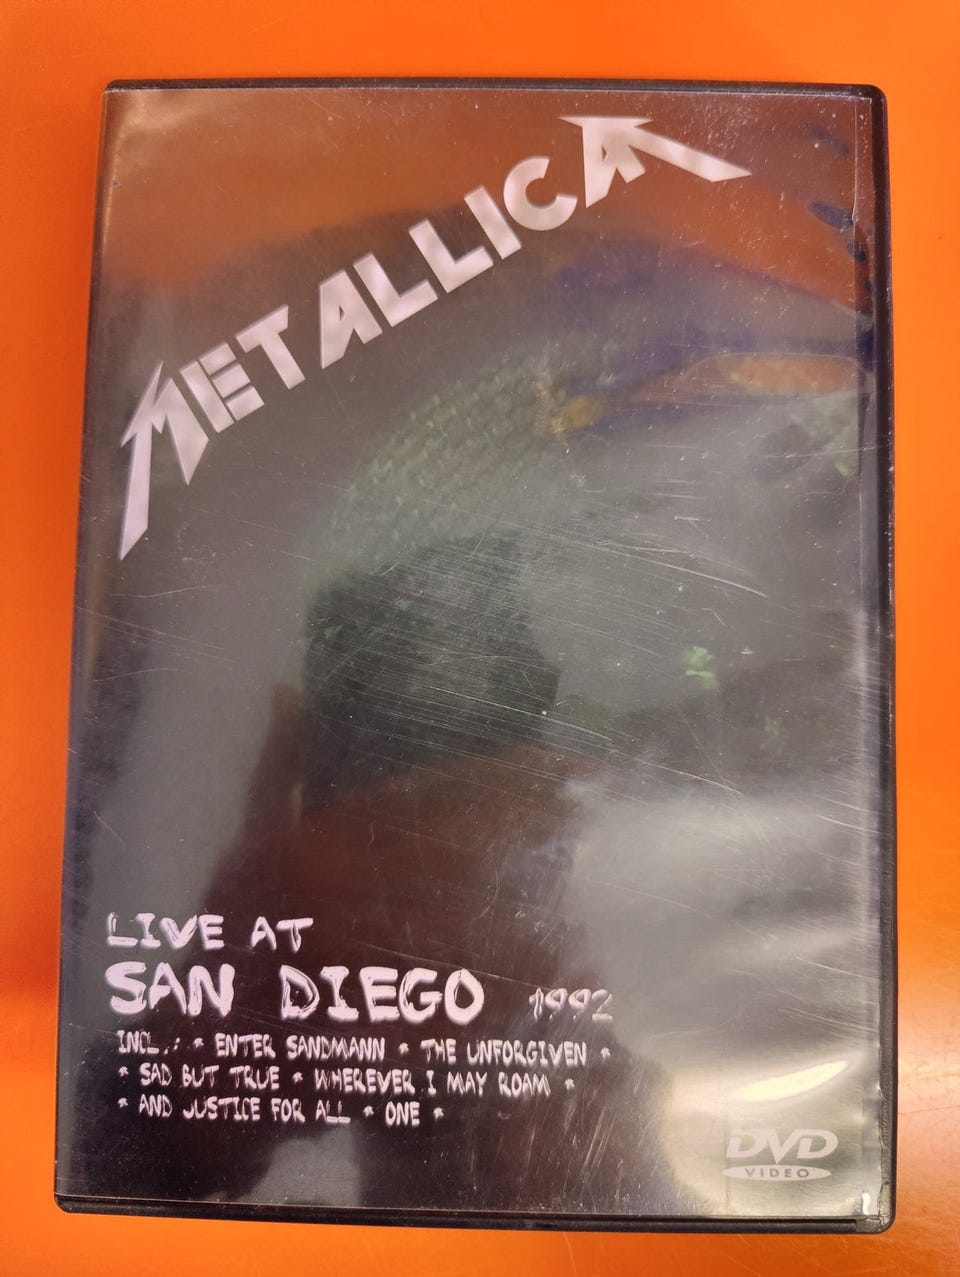 METALLICA
LIVE AT
SAN DIEGO 1992
INCL.: * ENTER SANDMANN * THE UNFORGIVEN *
* SAD BUT TRUE * WHEREVER I MAY ROAM *
* AND JUSTICE FOR ALL * ONE *
DVD
VIDEO